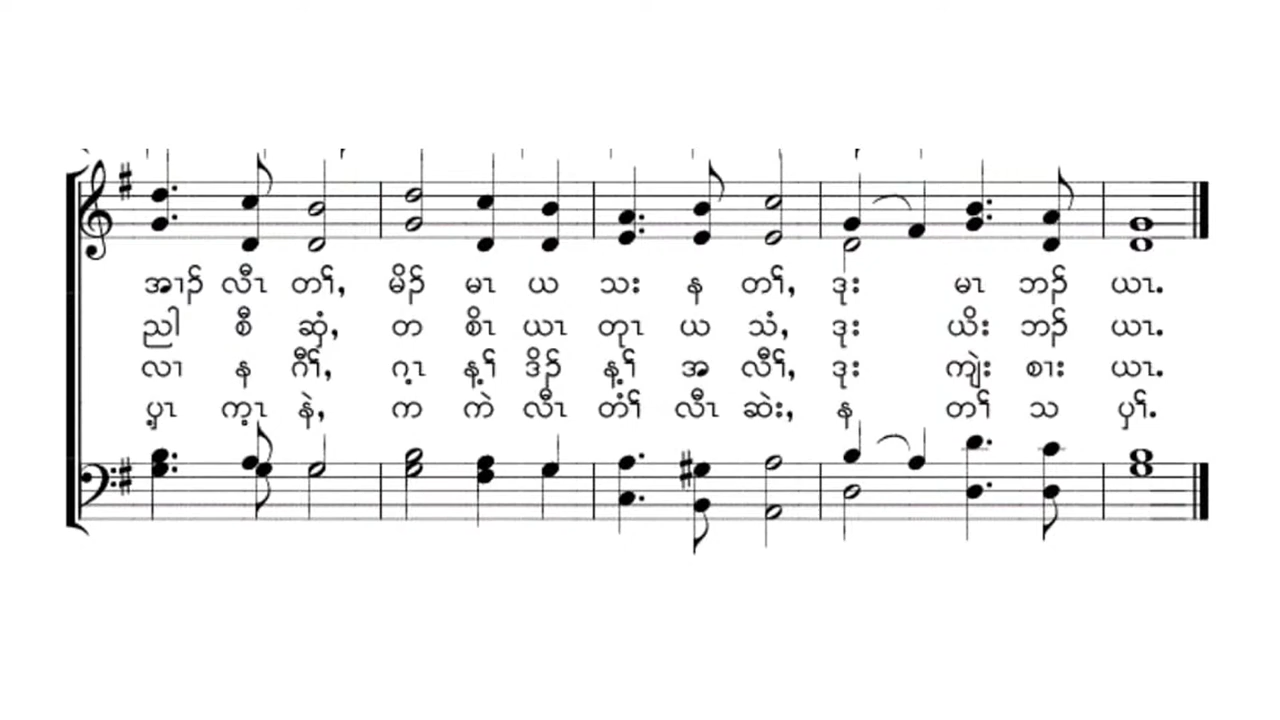 အၢၣ် လီၤ တၢ်, မိၣ် မၤ ယ သး န တၢ်, ဒုး မၤ ဘၣ် ယၤ.
ညါ စီ ဆှံ, တ စိၤ ယၤ တုၤ ယ သံ, ဒုး ယိး ဘၣ် ယၤ.
လၢ န ဂီၢ်, ဂ့ၤ န့ၢ် ဒိၣ် န့ၢ် အ လီၢ်, ဒုး ကျဲး စၢး ယၤ.
ပှ့ၤ က့ၤ နဲ, က ကဲ လီၤ တံၢ် လီၤ ဆဲး, န တၢ် သ ပှၢ်.